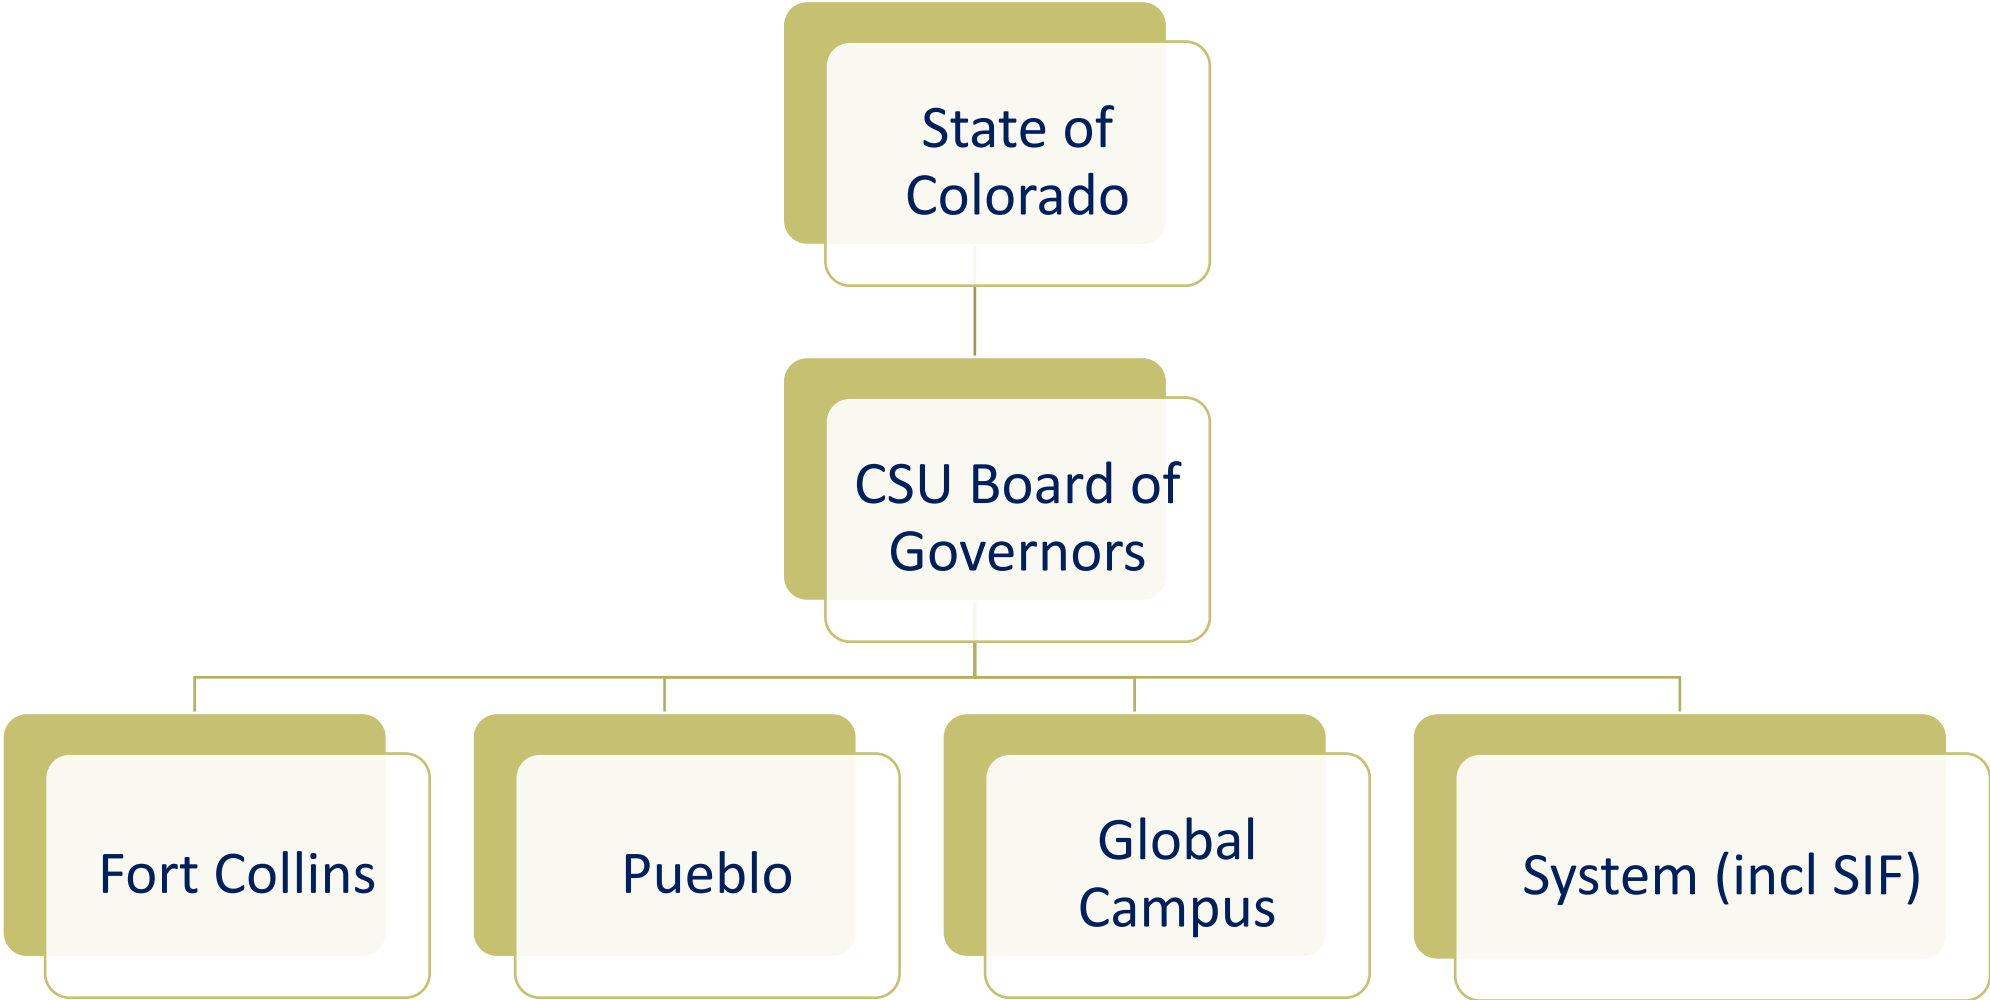 State of
Colorado
CSU Board of
Governors
Fort Collins
Pueblo
Global
Campus
System (incl SIF)